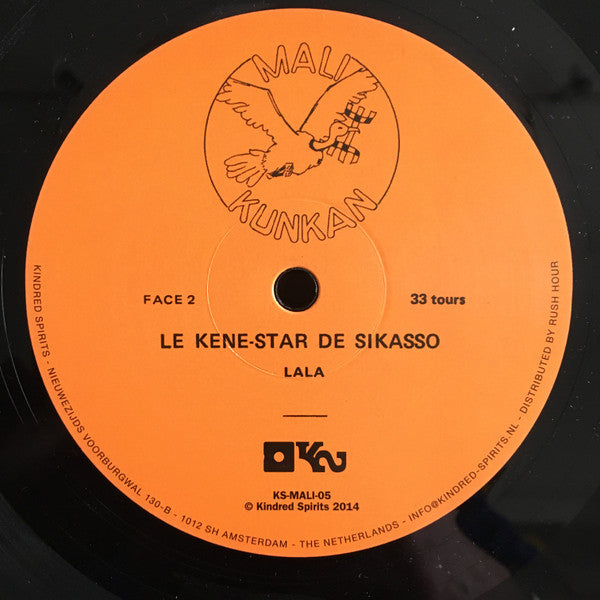 MALI
KUNKAN
FACE 2
33 tours
LE KENE-STAR DE SIKASSO
LALA
KS-MALI-05
© Kindred Spirits 2014
KINDRED SPIRITS - NIEUWEZIJDS VOORBURGWAL 130-B - 1012 SH AMSTERDAM - THE NETHERLANDS - INFO@KINDRED-SPIRITS.NL - DISTRIBUTED BY RUSH HOUR